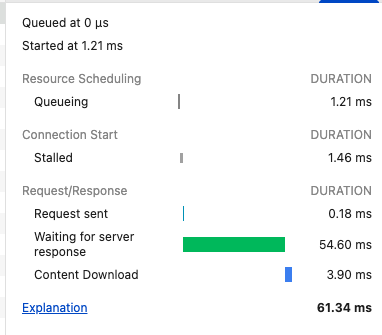 Queued at 0 μs
Started at 1.21 ms
Resource Scheduling DURATION
Queueing 1.21 ms
Connection Start DURATION
Stalled 1.46 ms
Request/Response DURATION
Request sent 0.18 ms
Waiting for server
response 54.60 ms
Content Download 3.90 ms
Explanation 61.34 ms